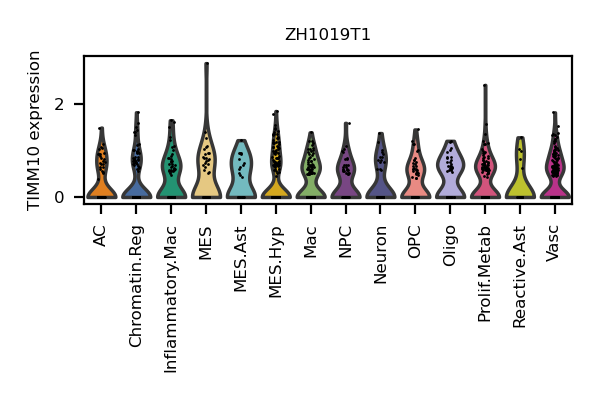 ZH1019T1
TIMM10 expression
2
0
AC
Chromatin.Reg
Inflammatory.Mac
MES
MES.Ast
MES.Hyp
Mac
NPC
Neuron
OPC
Oligo
Prolif.Metab
Reactive.Ast
Vasc